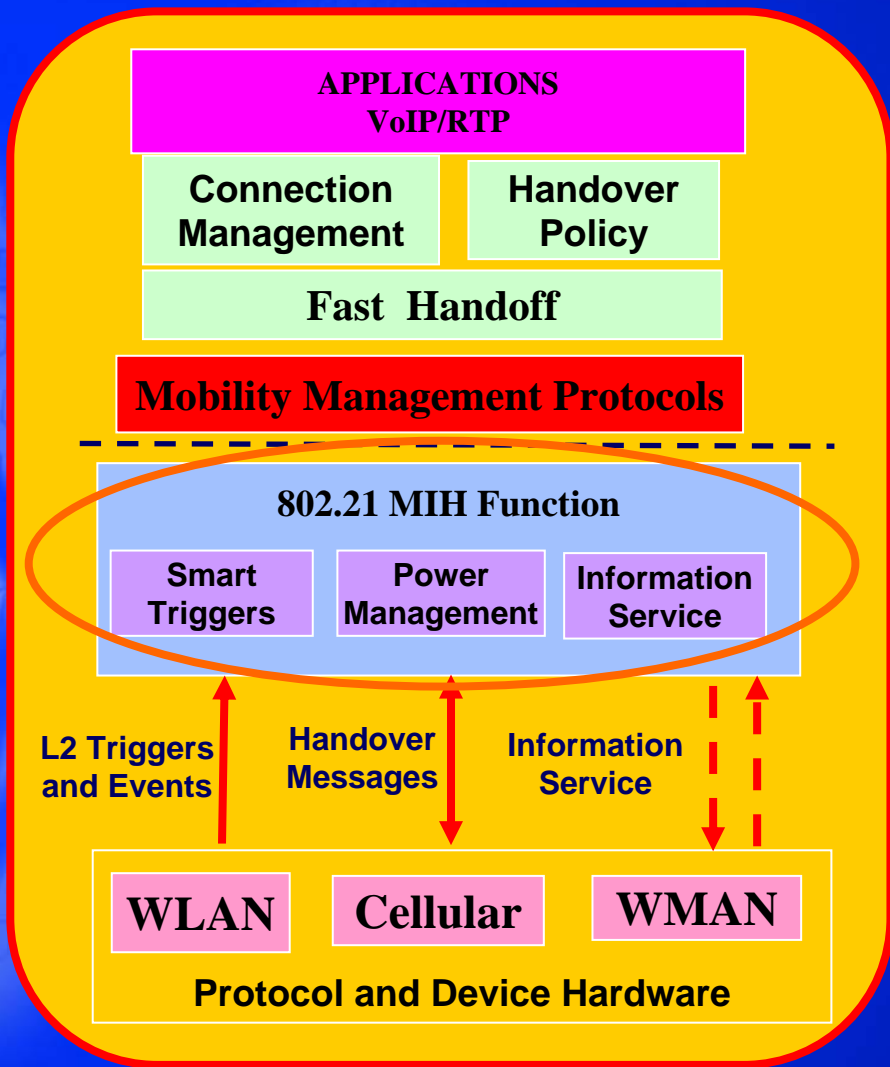 APPLICATIONS
VoIP/RTP
Connection
Management
Handover
Policy
Fast Handoff
Mobility Management Protocols
802.21 MIH Function
Smart
Triggers
Power
Management
Information
Service
L2 Triggers
and Events
Handover
Messages
Information
Service
WLAN
Cellular
WMAN
Protocol and Device Hardware